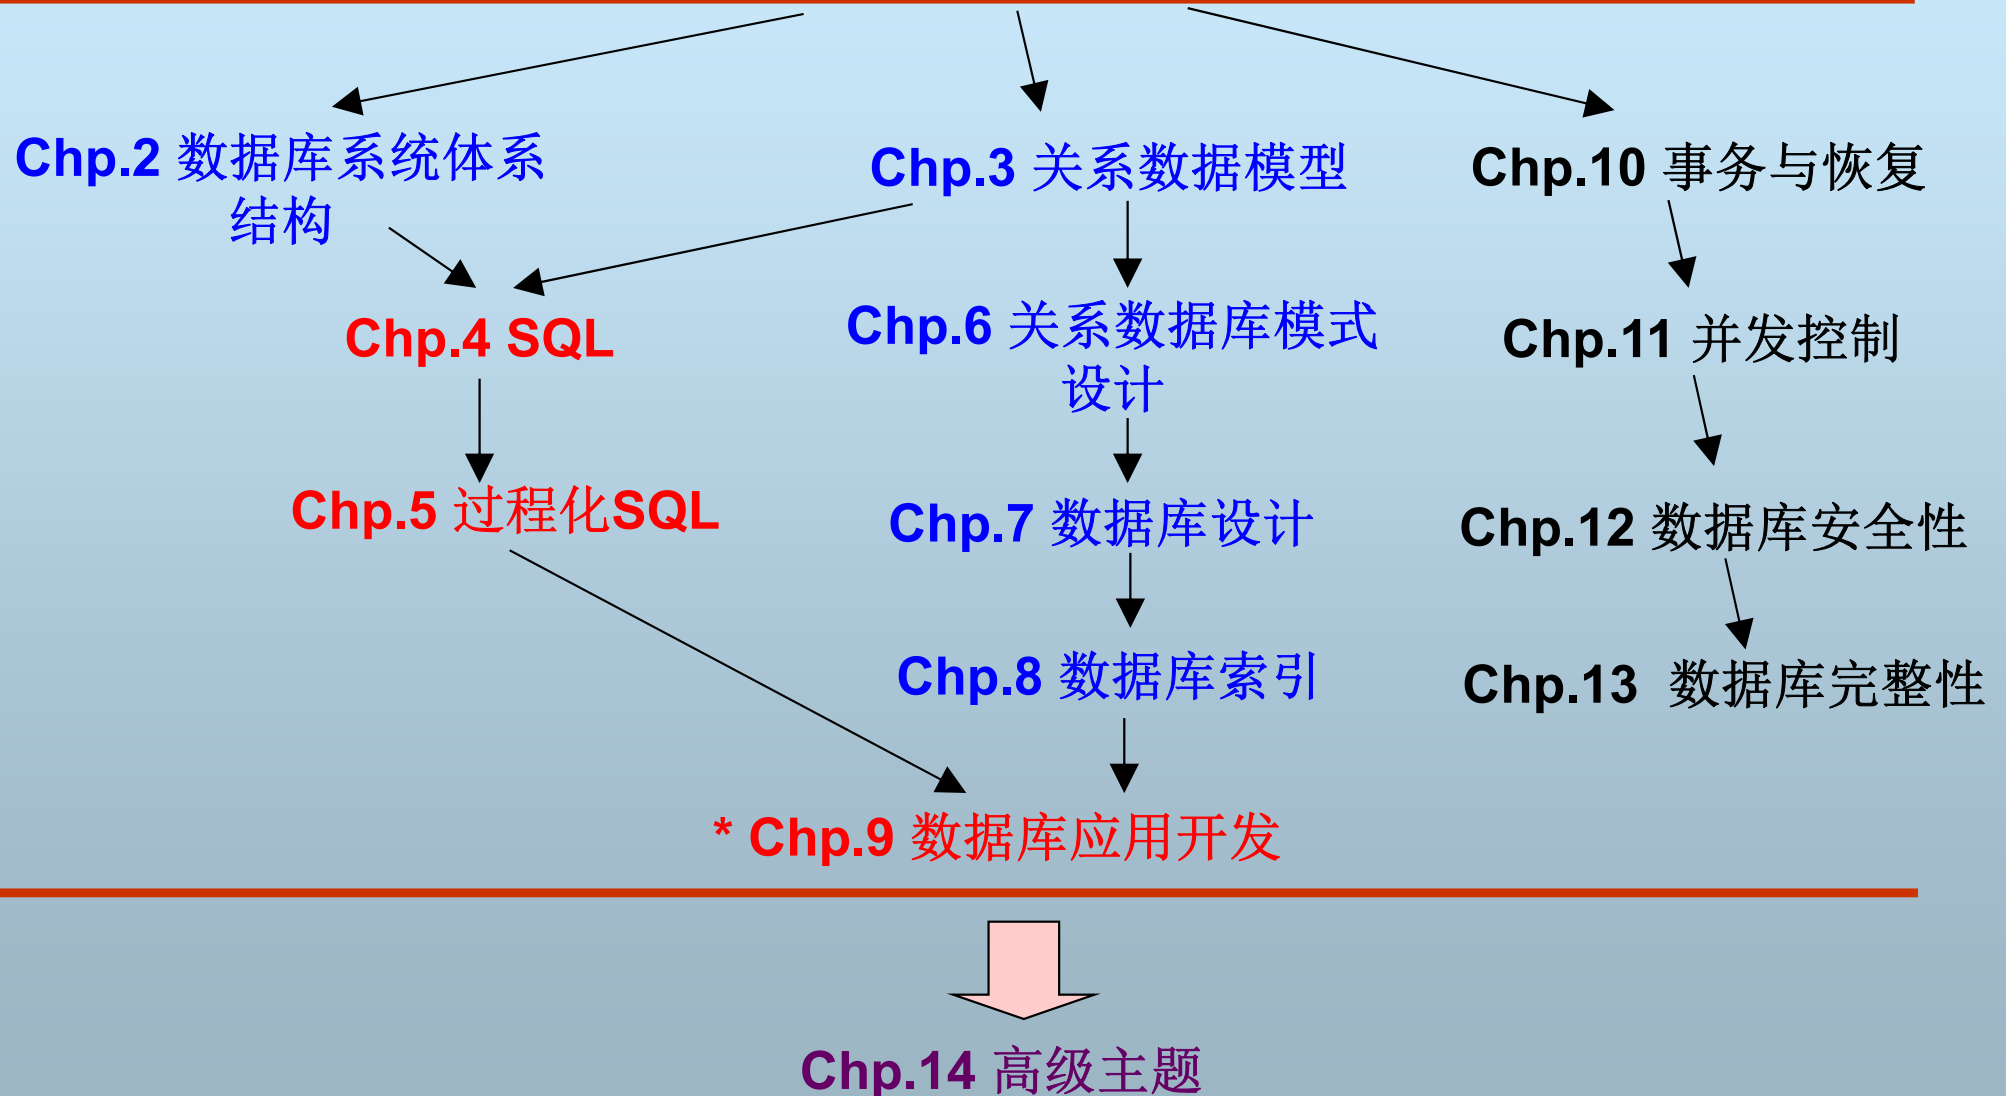 Chp.2 数据库系统体系
结构
Chp.3 关系数据模型
Chp.10 事务与恢复
Chp.4 SQL
Chp.6 关系数据库模式
设计
Chp.11 并发控制
Chp.5 过程化SQL
Chp.7 数据库设计
Chp.12 数据库安全性
Chp.8 数据库索引
Chp.13 数据库完整性
* Chp.9 数据库应用开发
Chp.14 高级主题